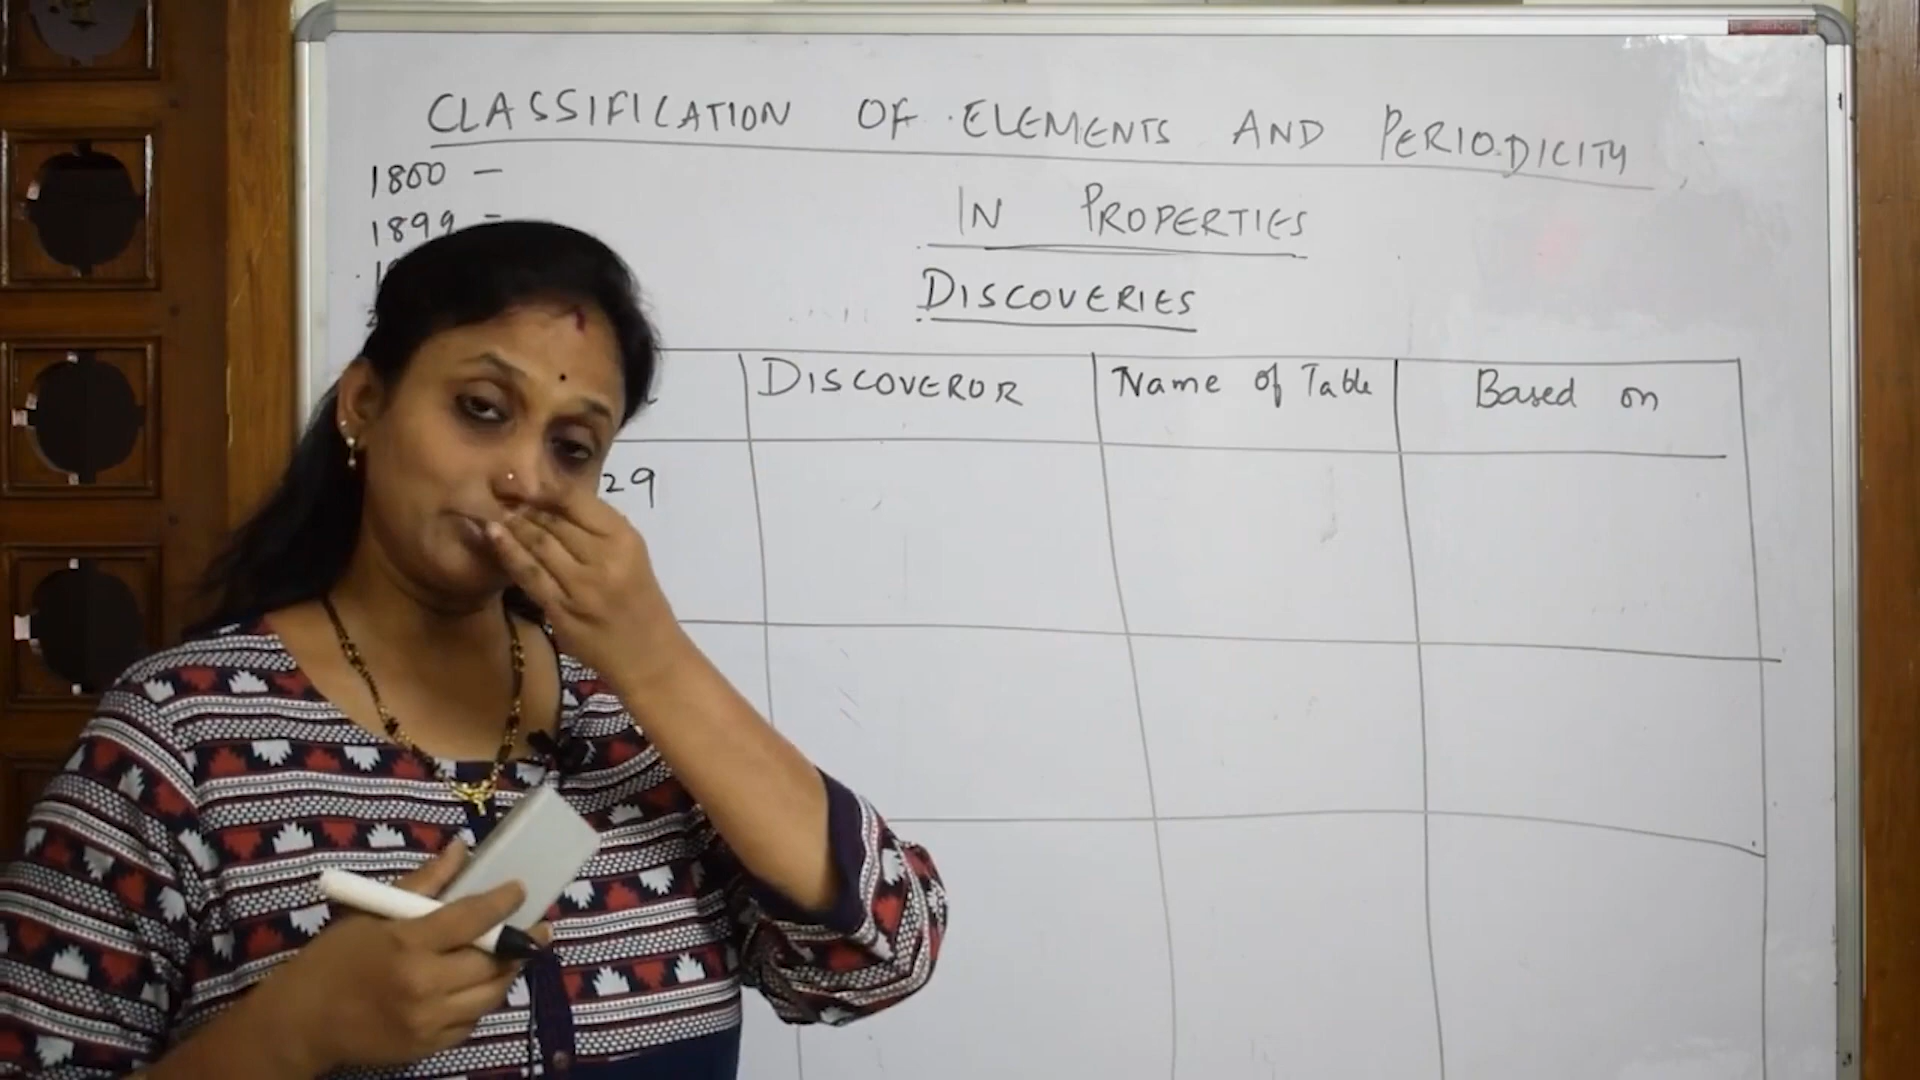 CLASSIFICATION OF ELEMENTS AND PERIODICITY
1800 –
1899 –
IN PROPERTIES
DISCOVERIES
DISCOVEROR Name of Table Based on
29